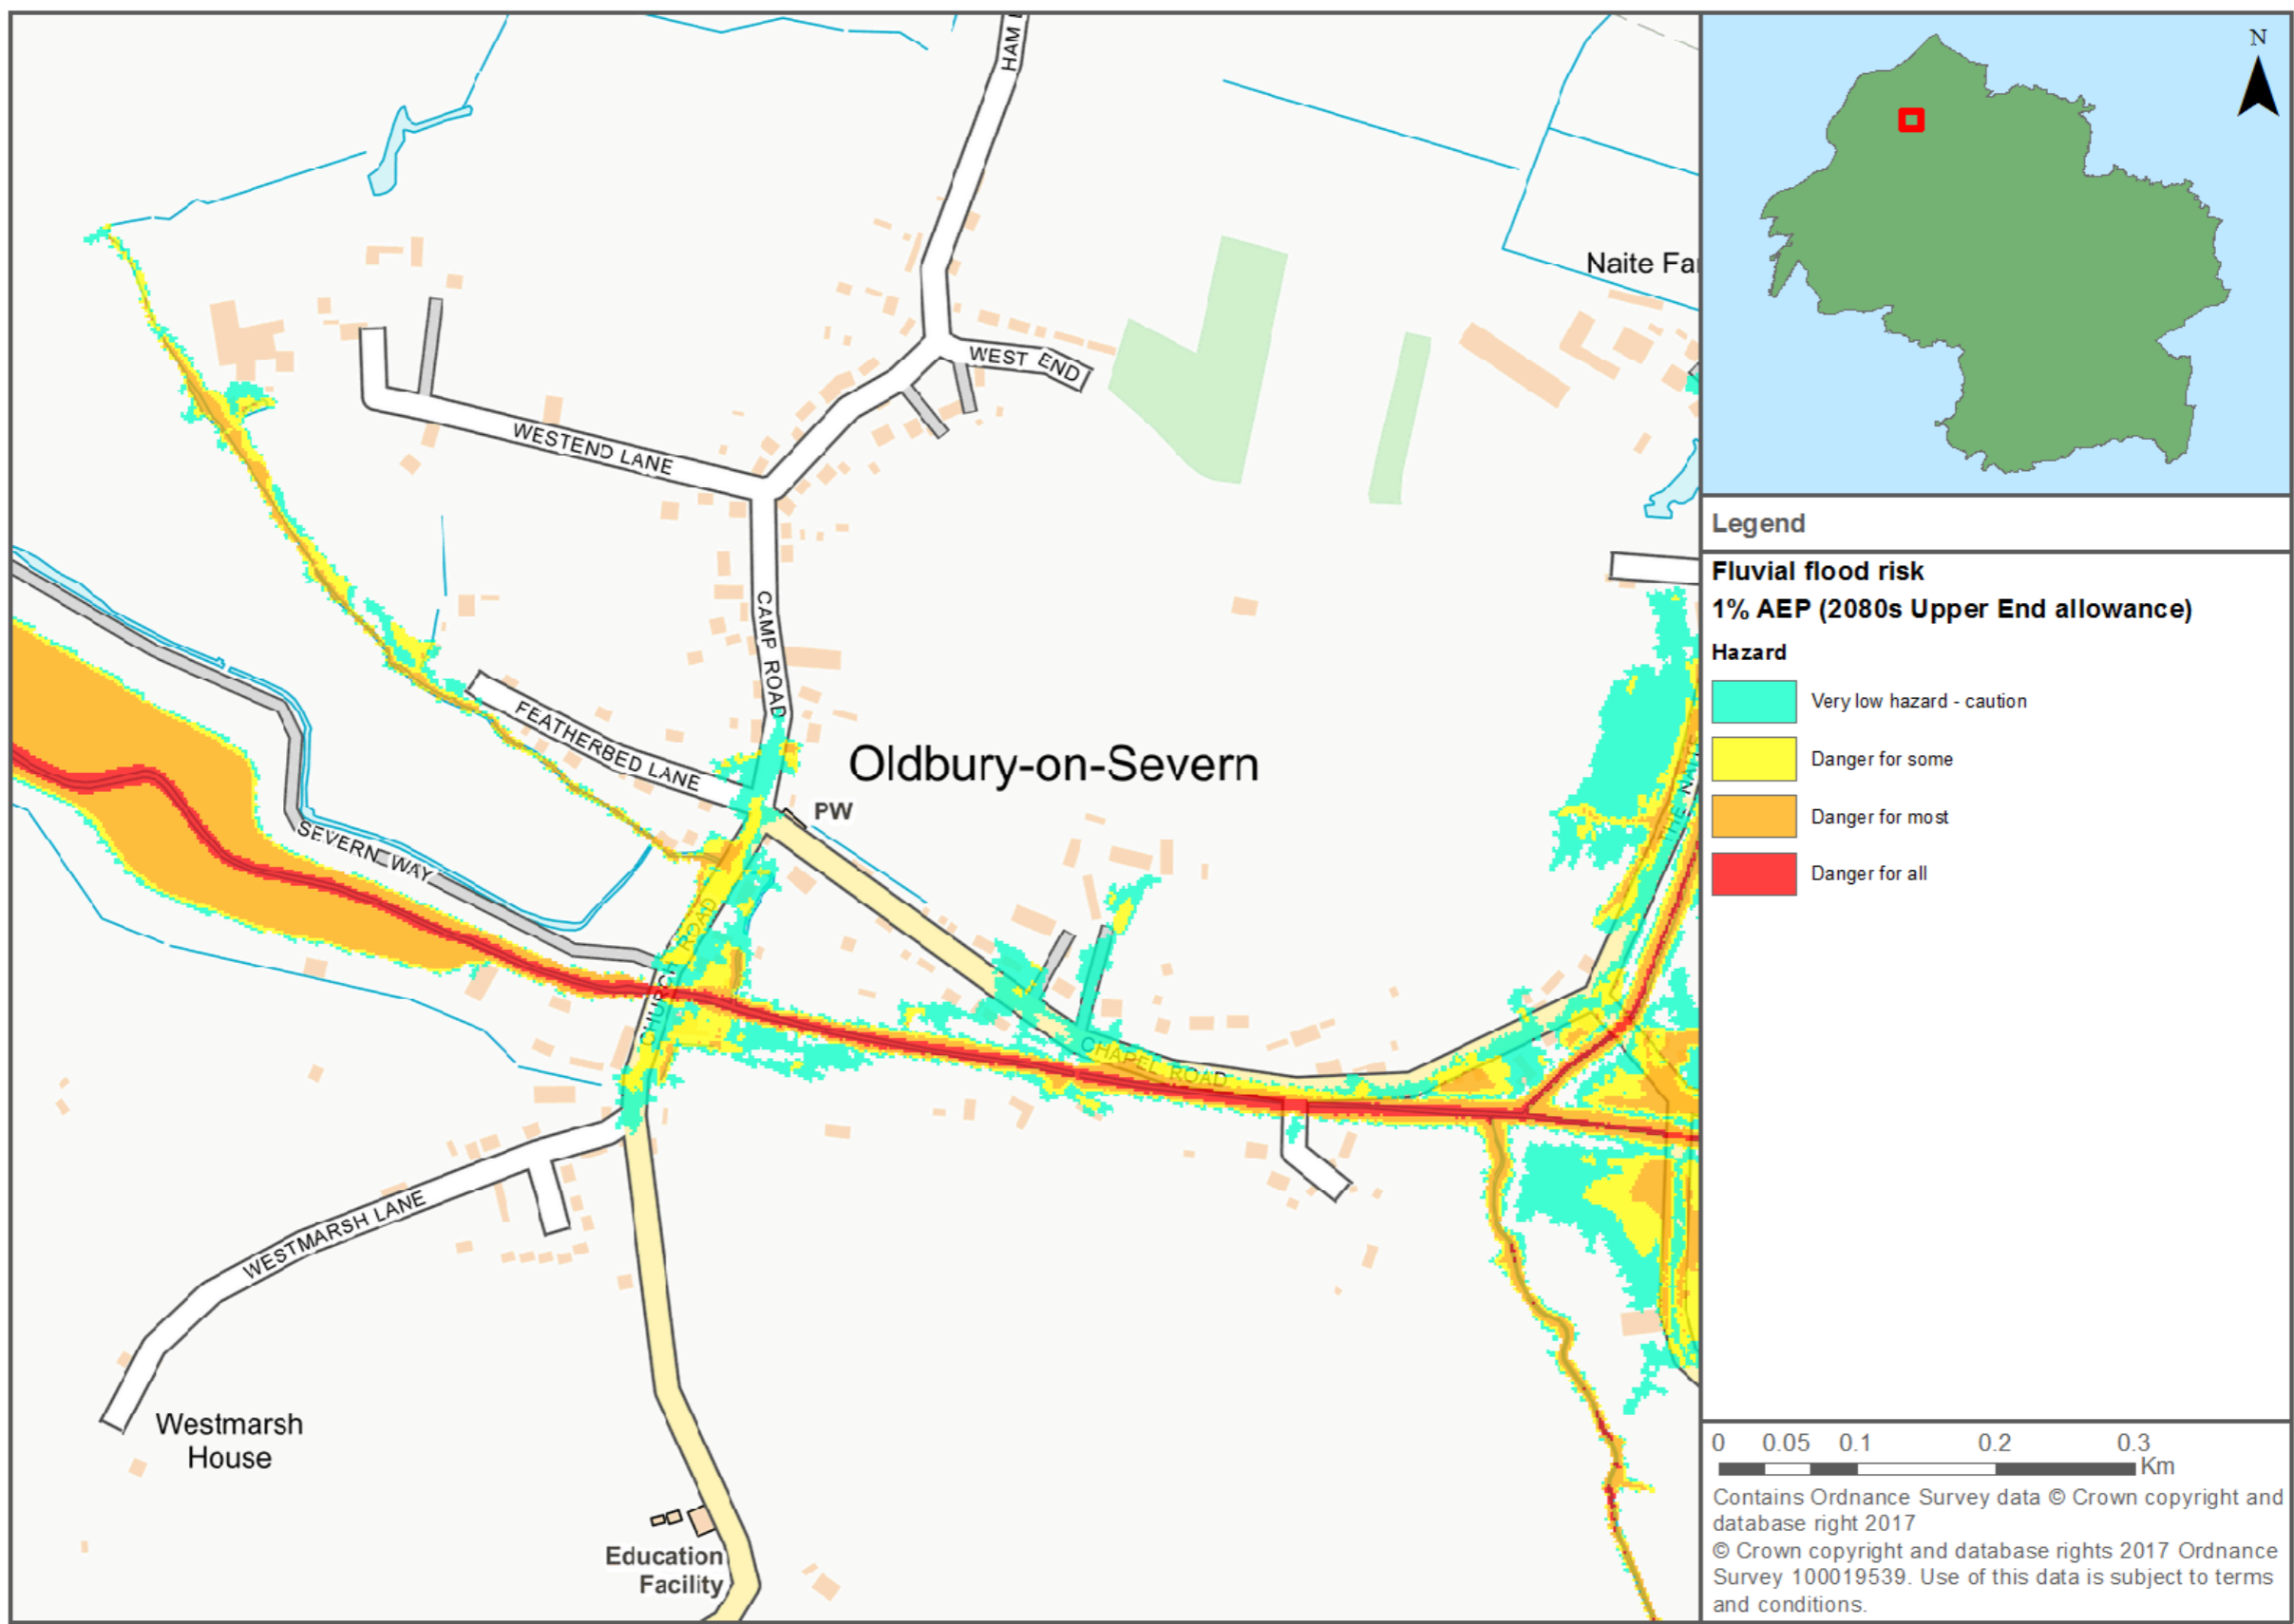 HAM
N
Naite Fa
WEST END
WESTEND LANE
Legend
Fluvial flood risk
1% AEP (2080s Upper End allowance)
Hazard
Very low hazard - caution
Danger for some
Danger for most
Danger for all
CAMP ROAD
FEATHERBED LANE
Oldbury-on-Severn
PW
THE NAITE
SEVERN WAY
CHURCH ROAD
CHAPEL ROAD
WESTMARSH LANE
Westmarsh
House
Education
Facility
0 0.05 0.1 0.2 0.3
Km
Contains Ordnance Survey data © Crown copyright and
database right 2017
© Crown copyright and database rights 2017 Ordnance
Survey 100019539. Use of this data is subject to terms
and conditions.